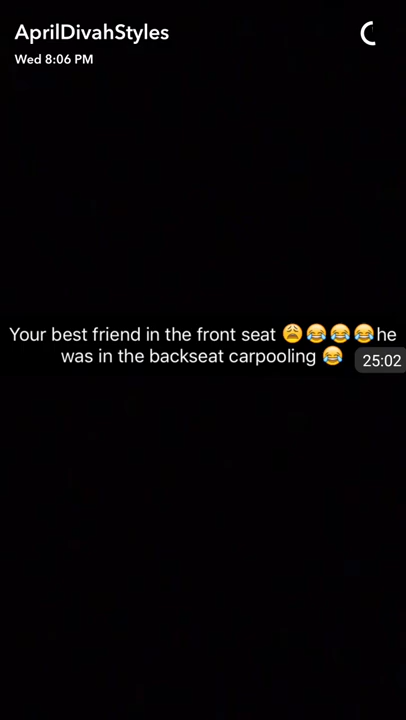 AprilDivahStyles
Wed 8:06 PM
Your best friend in the front seat 😩😂😂😂he
was in the backseat carpooling 😂
25:02